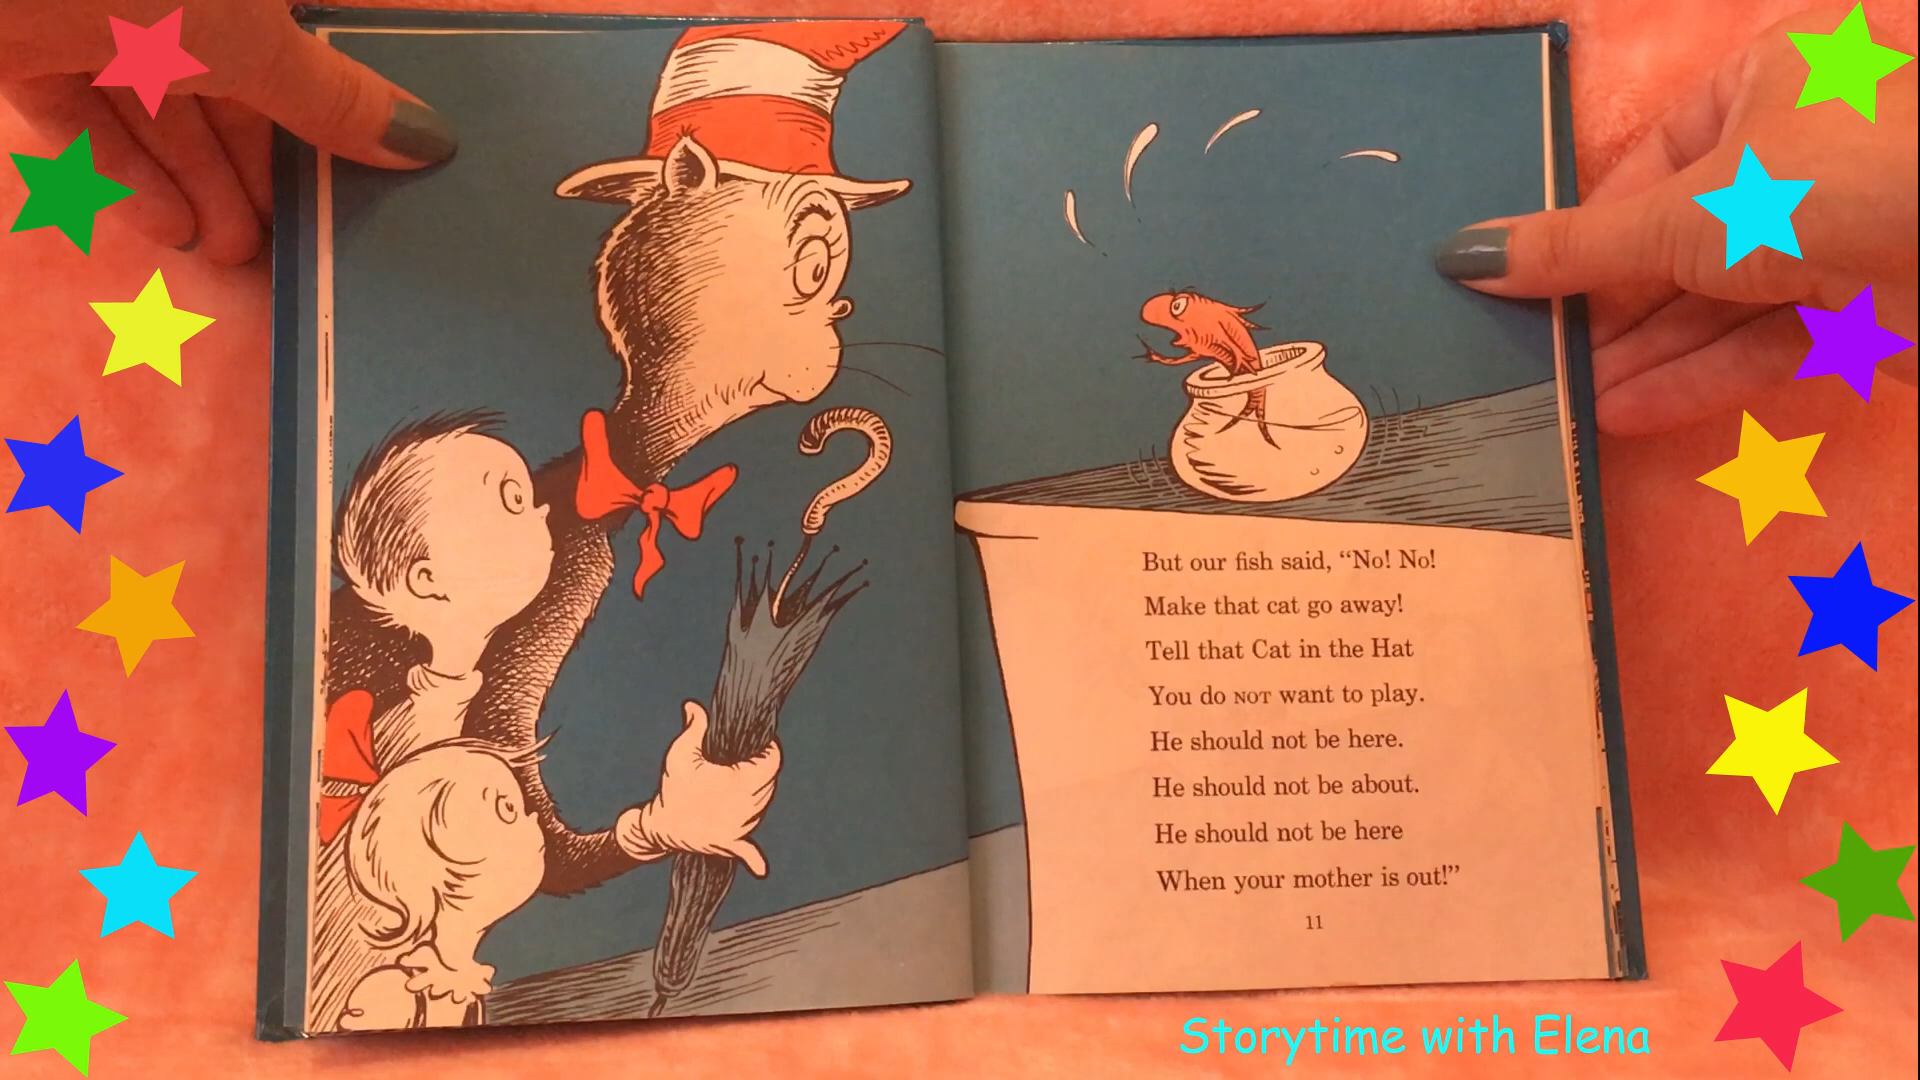 But our fish said, “No! No!
Make that cat go away!
Tell that Cat in the Hat
You do NOT want to play.
He should not be here.
He should not be about.
He should not be here
When your mother is out!”
11
Storytime with Elena